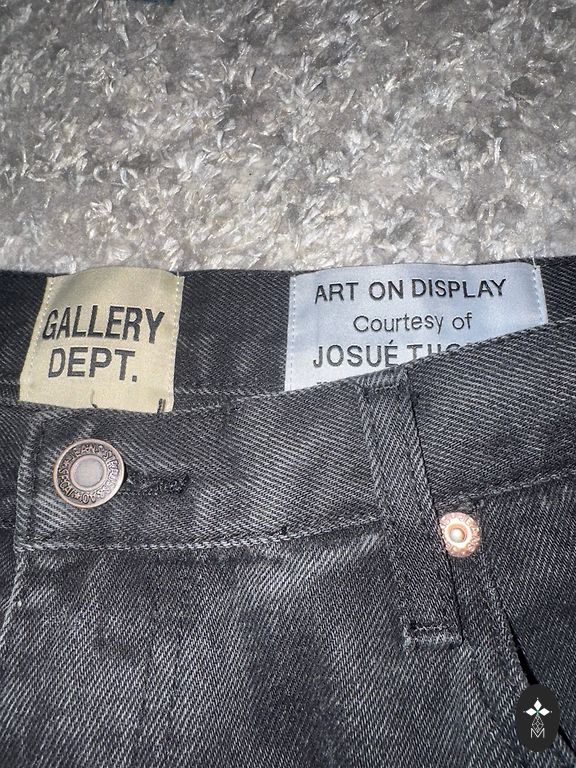 GALLERY
DEPT.
ART ON DISPLAY
Courtesy of
JOSUÉ
M